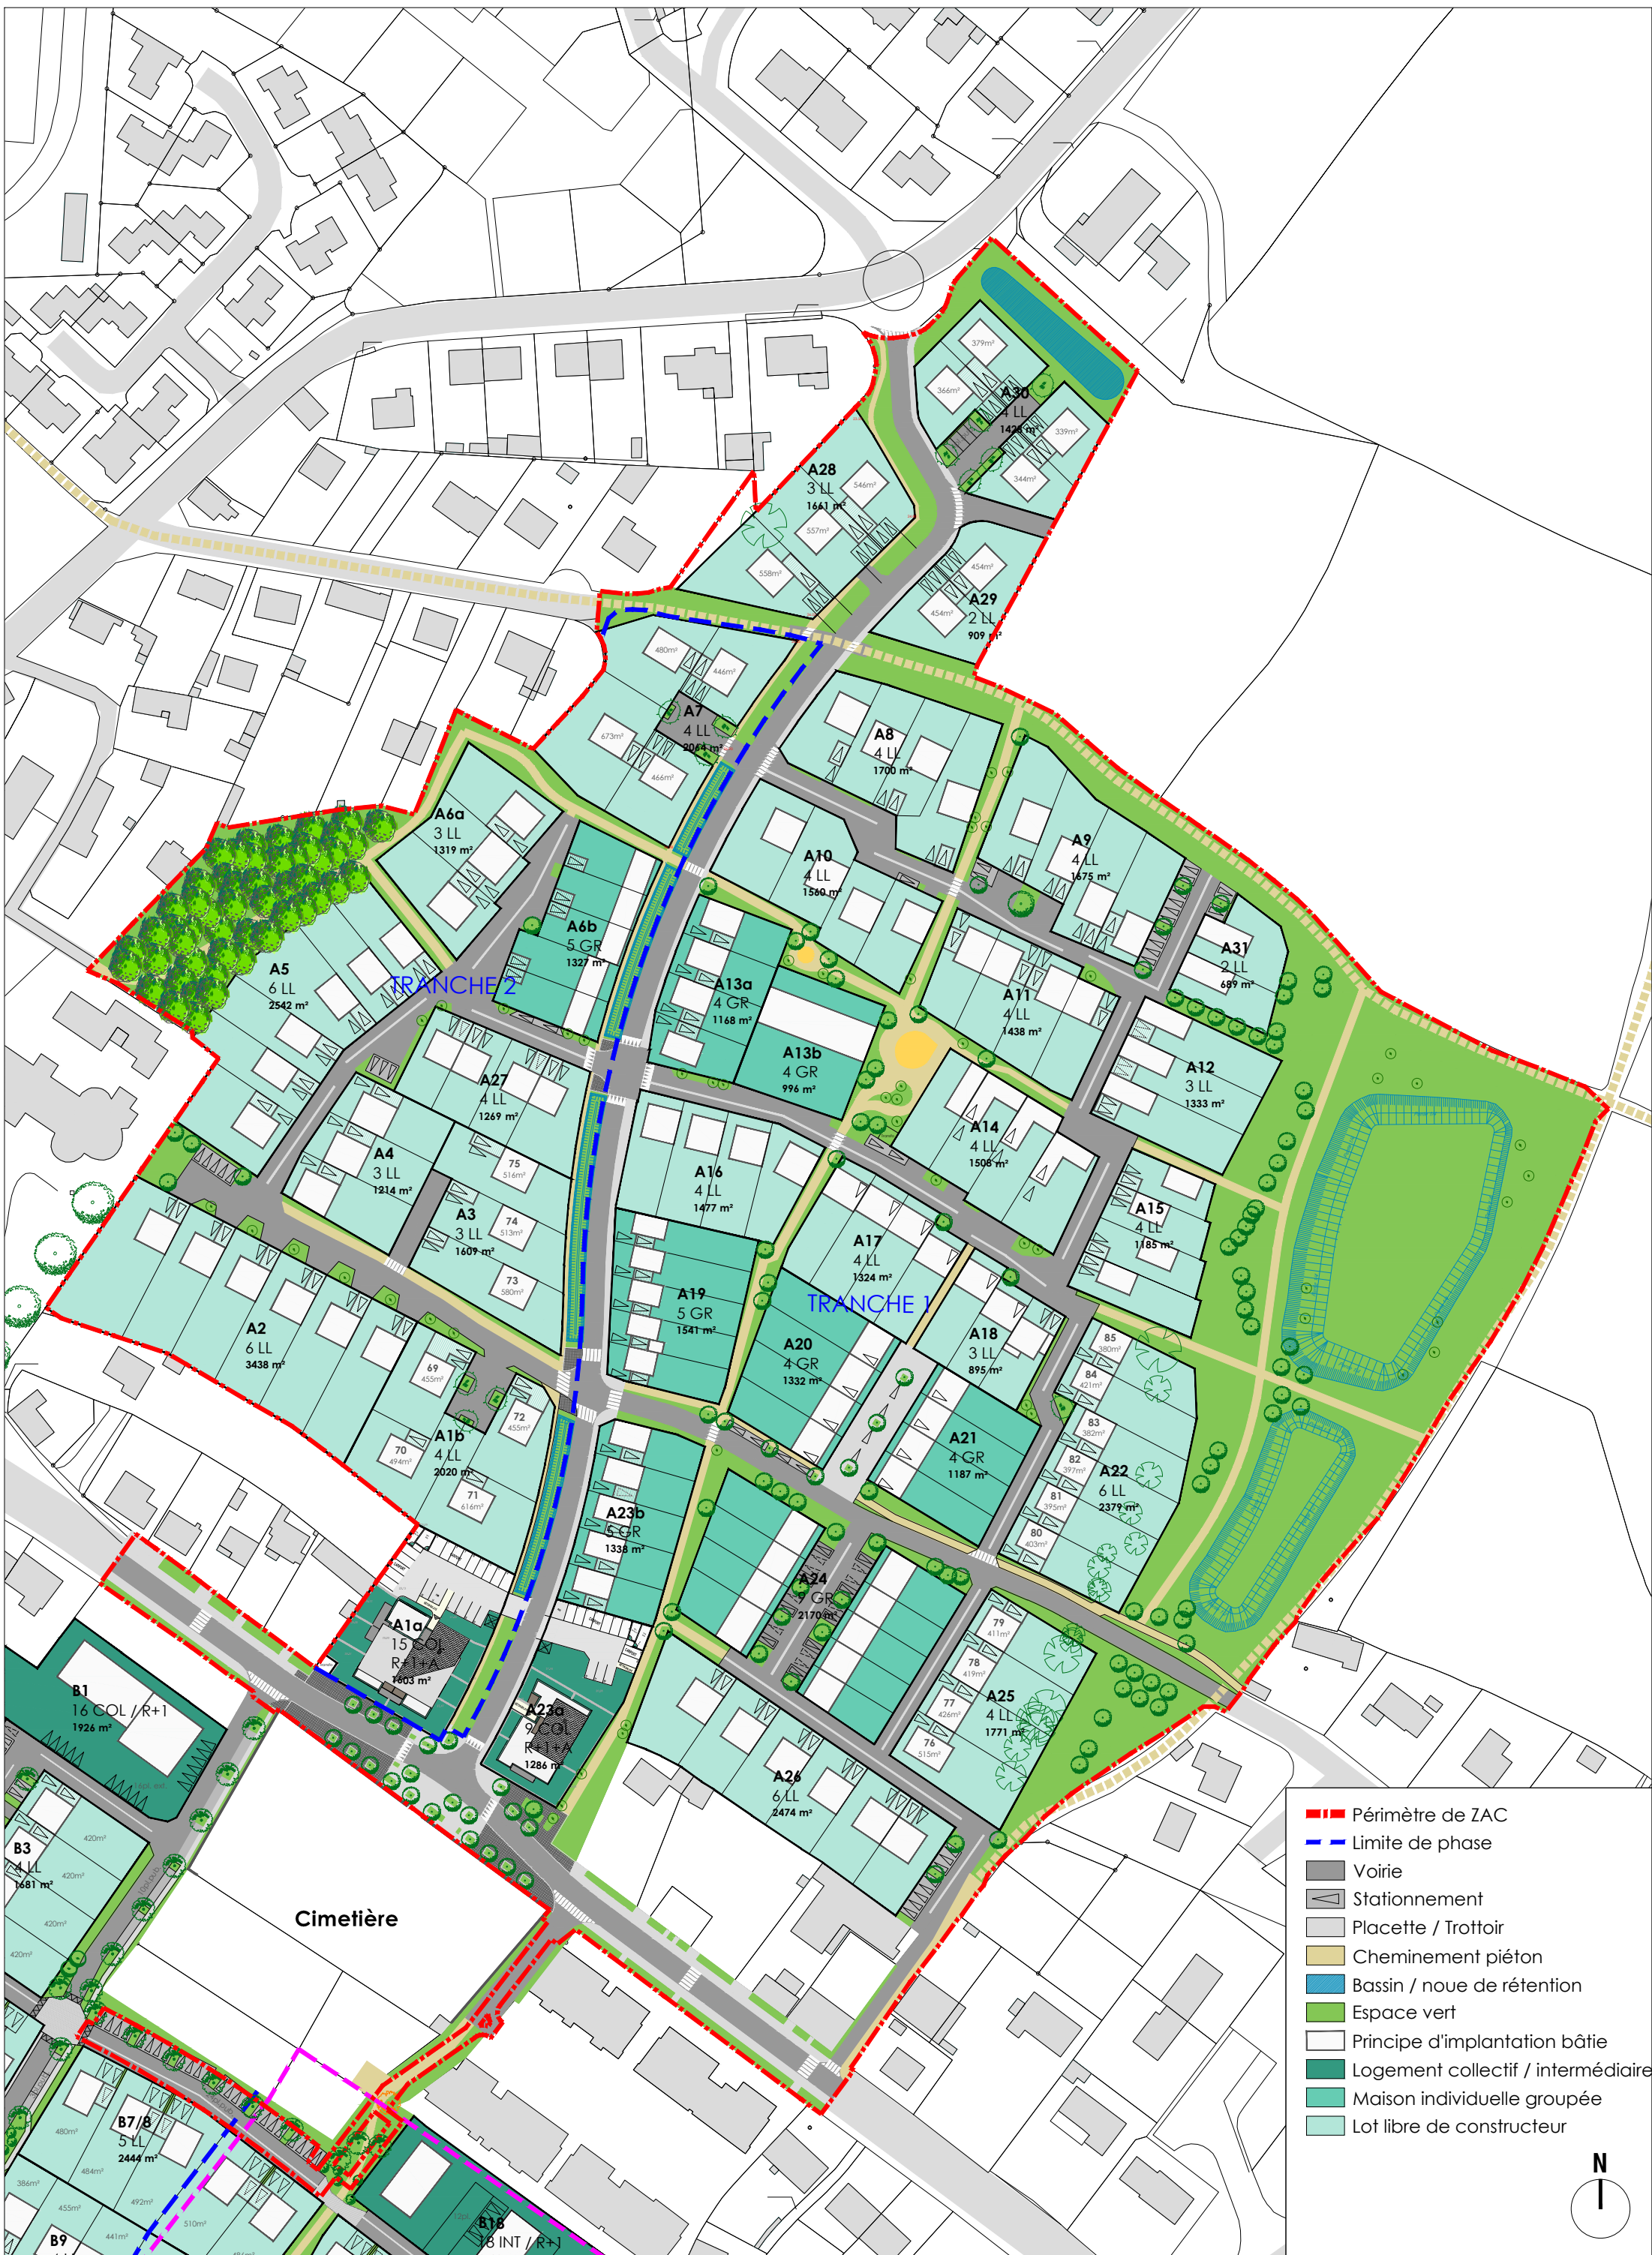 379m²
366m²
A30
4 LL
339m²
344m²
A28
3 LL
1661 m²
546m²
557m²
558m²
454m²
454m²
A29
2 LL
909 m²
480m²
446m²
A7
4 LL
2064 m²
673m²
466m²
A8
4 LL
1700 m²
A6a
3 LL
1319 m²
A9
4 LL
1675 m²
A10
4 LL
1560 m²
A6b
5 GR
1327 m²
A31
2 LL
689 m²
A5
6 LL
2542 m²
TRANCHE 2
A13a
4 GR
1168 m²
A11
4 LL
1438 m²
A13b
4 GR
996 m²
A12
3 LL
1333 m²
A27
4 LL
1269 m²
A14
4 LL
1508 m²
A4
3 LL
1214 m²
75
516m²
A16
4 LL
1477 m²
A3
3 LL
1609 m²
74
513m²
A15
4 LL
1185 m²
A17
4 LL
1324 m²
73
580m²
A19
5 GR
1541 m²
TRANCHE 1
A2
6 LL
3438 m²
A20
4 GR
1332 m²
A18
3 LL
895 m²
85
380m²
84
421m²
69
455m²
72
455m²
83
382m²
A1b
4 LL
2020 m²
70
494m²
A21
4 GR
1187 m²
82
397m²
A22
6 LL
2379 m²
71
616m²
81
395m²
A23b
5 GR
1338 m²
80
403m²
A24
9 GR
2170 m²
A1a
15 COL
R+1+A
1603 m²
79
411m²
78
419m²
77
426m²
A25
4 LL
1771 m²
76
515m²
B1
16 COL / R+1
1926 m²
A23a
9 COL
R+1+A
1286 m²
A26
6 LL
2474 m²
B3
4 LL
1681 m²
420m²
420m²
420m²
420m²
Cimetière
B7/8
5 LL
2444 m²
480m²
484m²
492m²
386m²
455m²
441m²
510m²
B9
B18
18 INT / R+1
Périmètre de ZAC
Limite de phase
Voirie
Stationnement
Placette / Trottoir
Cheminement piéton
Bassin / noue de rétention
Espace vert
Principe d'implantation bâtie
Logement collectif / intermédiaire
Maison individuelle groupée
Lot libre de constructeur
N